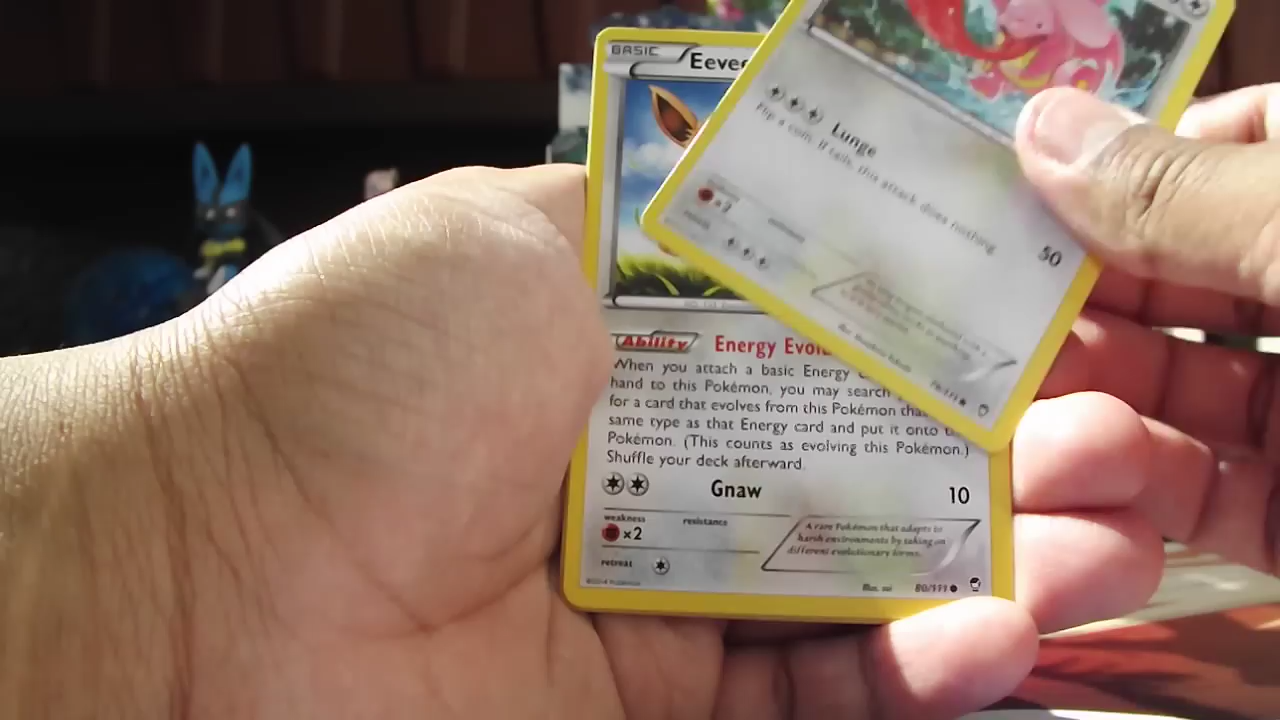 BASIC
Eevee
Lunge
Flip a coin. If tails, this attack does nothing.
50
×2
Ability Energy Evol
When you attach a basic Energy
hand to this Pokémon, you may search
for a card that evolves from this Pokémon tha
same type as that Energy card and put it onto
Pokémon. (This counts as evolving this Pokémon.)
Shuffle your deck afterward.
Gnaw 10
weakness resistance
×2
A rare Pokémon that adapts to
harsh environments by taking on
different evolutionary forms.
retreat
Illus. sui 80/111